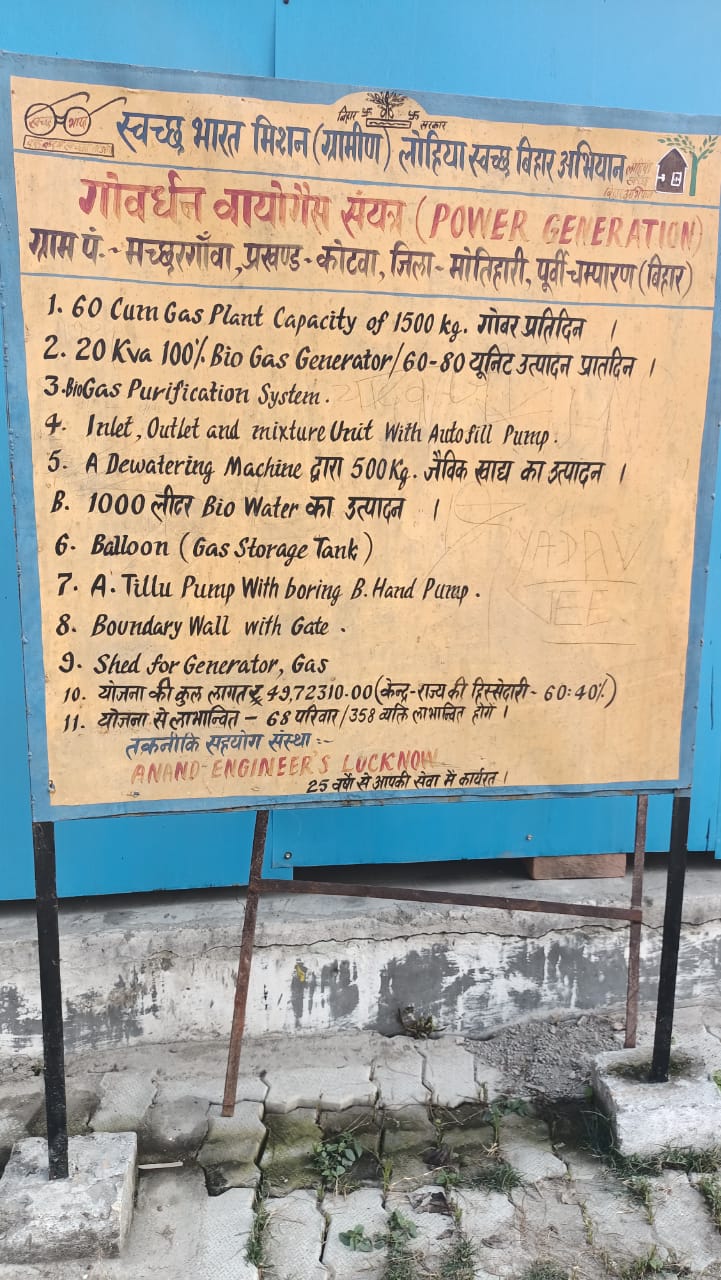 स्वच्छ भारत
बिहार सरकार
स्वच्छ भारत मिशन (ग्रामीण) लोहिया स्वच्छ बिहार अभियान
गोवर्धन वायोगैस संयत्र (POWER GENERATION)
ग्राम पं.- मच्छरगाँवा, प्रखण्ड- कोटवा, जिला- मोतिहारी, पूर्वी चम्पारण (बिहार)
1. 60 Cum Gas Plant Capacity of 1500 kg. गोबर प्रतिदिन ।
2. 20 Kva 100% Bio Gas Generator/60-80 यूनिट उत्पादन प्रातदिन ।
3. BioGas Purification System.
4. Inlet, Outlet and mixture Unit With Autofill Pump.
5. A Dewatering Machine द्वारा 500 Kg. जैविक खाद्य का उत्पादन ।
B. 1000 लीटर Bio Water का उत्पादन ।
6. Balloon (Gas Storage Tank)
7. A. Tillu Pump With boring B. Hand Pump.
8. Boundary Wall with Gate.
9. Shed for Generator, Gas
10. योजना की कुल लागत ₹ 49,72310.00 (केन्द्र-राज्य की हिस्सेदारी- 60:40%)
11. योजना से लाभान्वित - 68 परिवार/358 व्यक्ति लाभान्वित होंगे ।
तकनीकि सहयोग संस्था :-
ANAND ENGINEER'S LUCKNOW
25 वर्षो से आपकी सेवा में कार्यरत ।
YADAV
JEE